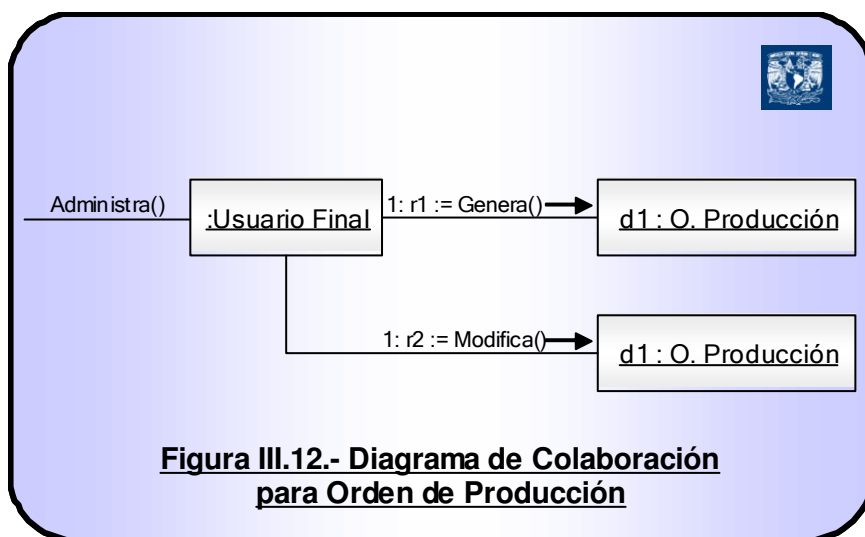 Administra()
:Usuario Final
1: r1 := Genera()
d1 : O. Producción
1: r2 := Modifica()
d1 : O. Producción
Figura III.12.- Diagrama de Colaboración
para Orden de Producción